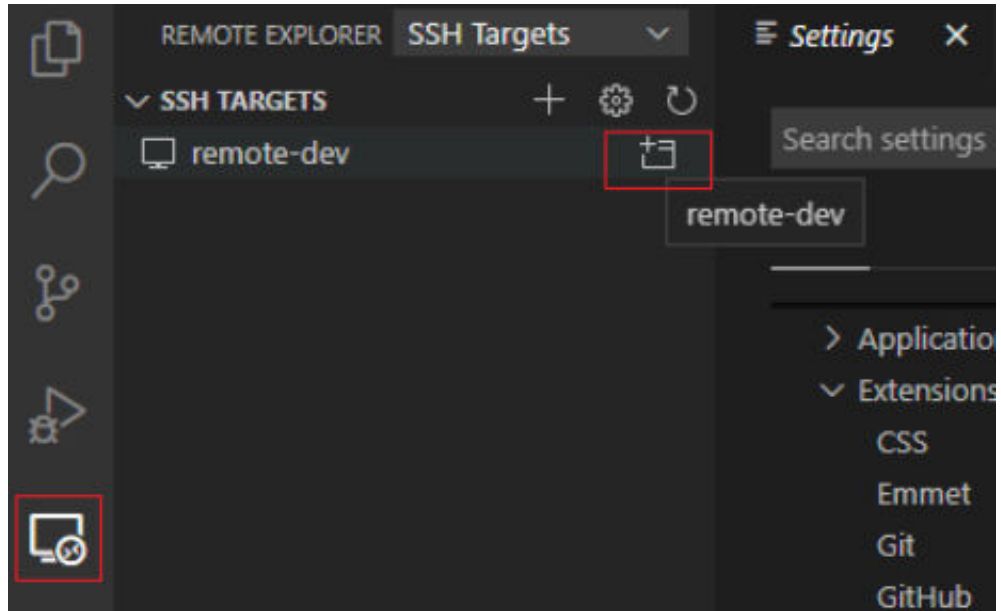 REMOTE EXPLORER SSH Targets
Settings
SSH TARGETS
remote-dev
Search settings
remote-dev
Applicatio
Extensions
CSS
Emmet
Git
GitHub